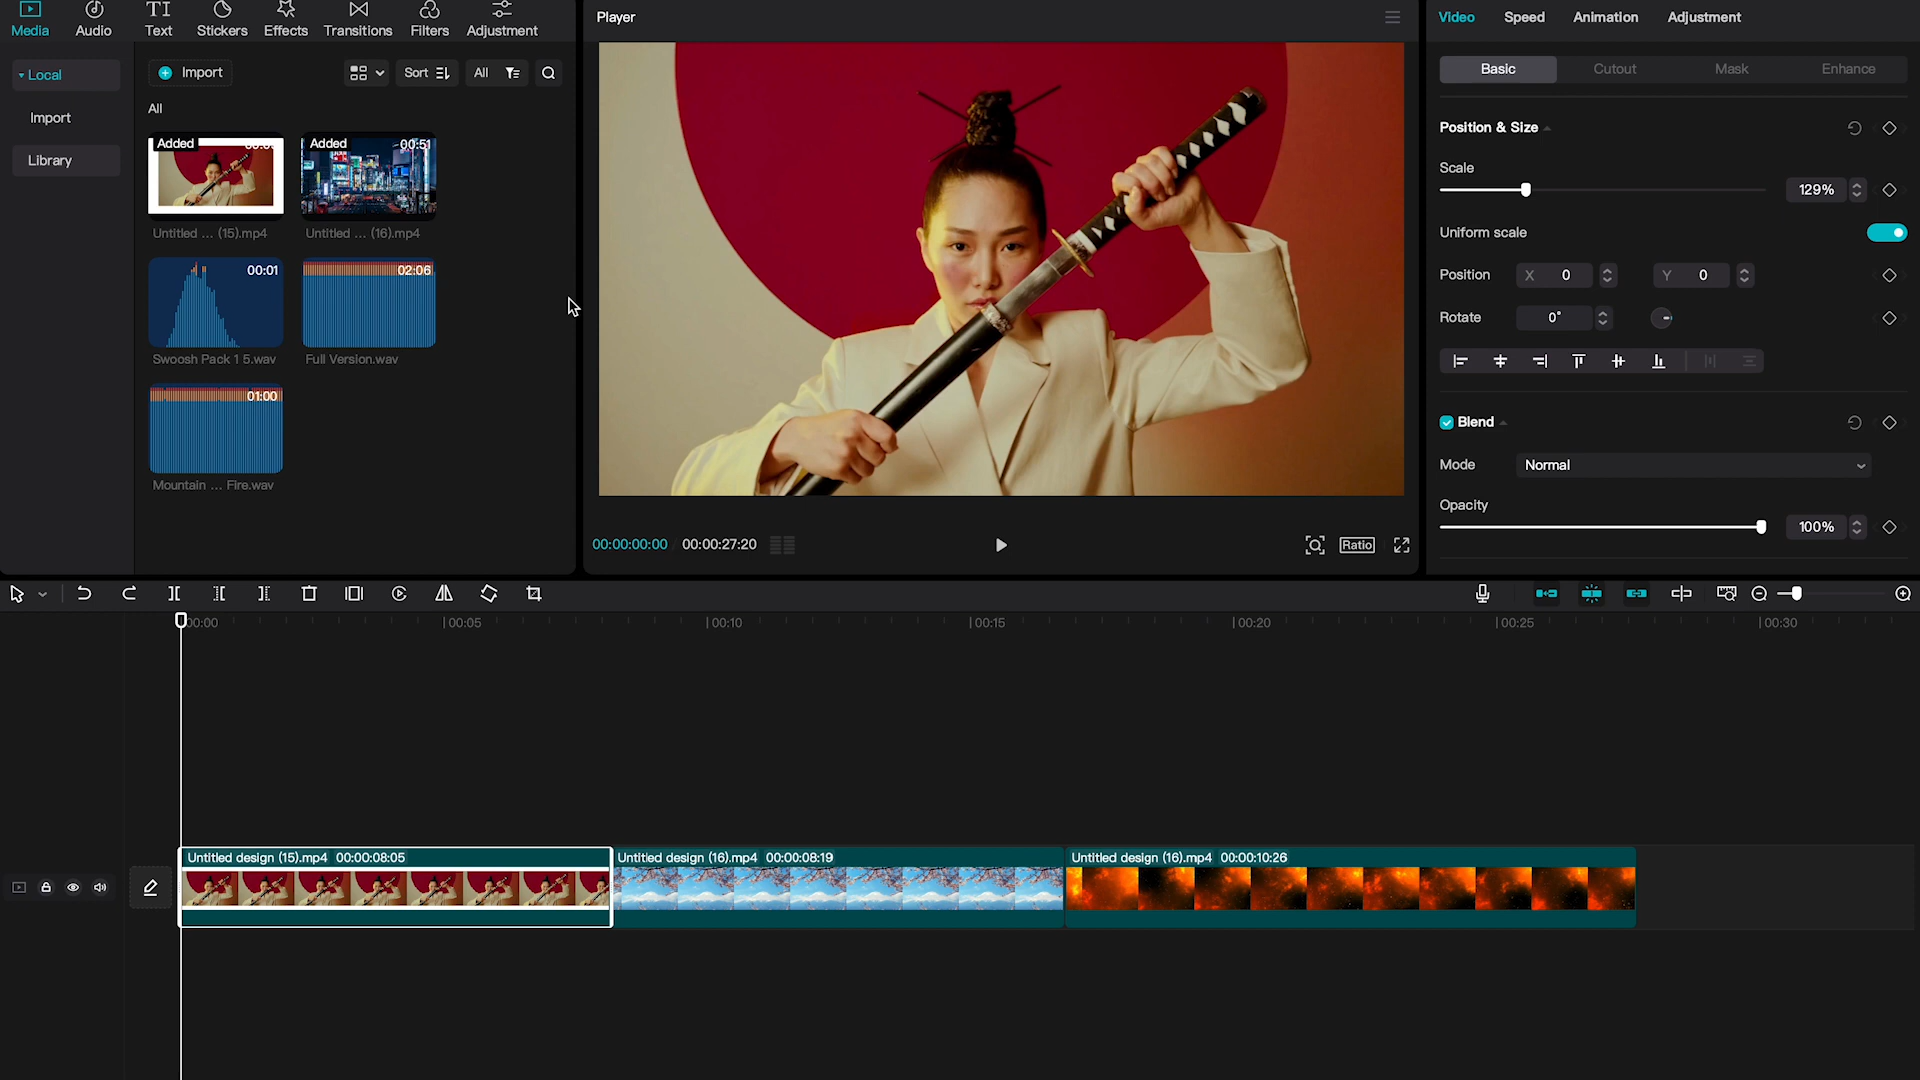 Media Audio Text Stickers Effects Transitions Filters Adjustment
Local
Import
Library
Import
Sort
All
All
Added
Untitled ... (15).mp4
Added 00:51
Untitled ... (16).mp4
00:01
Swoosh Pack 1 5.wav
02:06
Full Version.wav
01:00
Mountain ... Fire.wav
Player
00:00:00:00 00:00:27:20
Ratio
Video Speed Animation Adjustment
Basic Cutout Mask Enhance
Position & Size
Scale
129%
Uniform scale
Position X 0 Y 0
Rotate 0°
Blend
Mode Normal
Opacity
100%
00:00 00:05 00:10 00:15 00:20 00:25 00:30
Untitled design (15).mp4 00:00:08:05
Untitled design (16).mp4 00:00:08:19
Untitled design (16).mp4 00:00:10:26